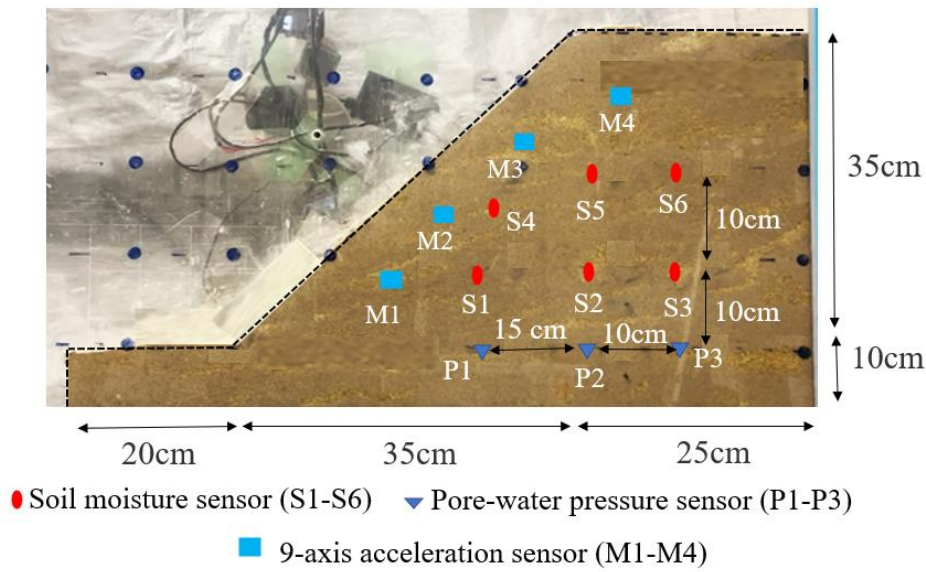 M4
M3
S5
S6
35cm
M2
S4
10cm
M1
S1
S2
S3
10cm
15 cm
10cm
P1
P2
P3
10cm
20cm
35cm
25cm
Soil moisture sensor (S1-S6)
Pore-water pressure sensor (P1-P3)
9-axis acceleration sensor (M1-M4)